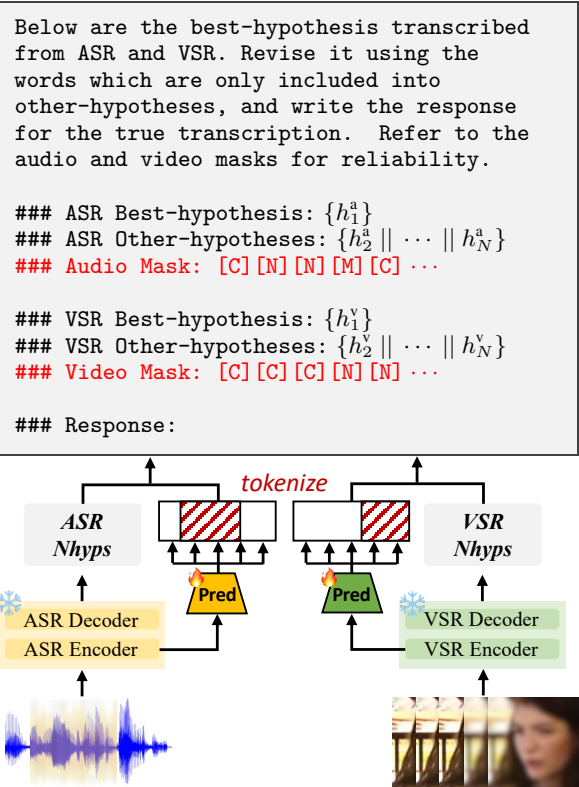 Below are the best-hypothesis transcribed
from ASR and VSR. Revise it using the
words which are only included into
other-hypotheses, and write the response
for the true transcription. Refer to the
audio and video masks for reliability.
### ASR Best-hypothesis: {h₁ᵃ}
### ASR Other-hypotheses: {h₂ᵃ || ··· || h_Nᵃ}
### Audio Mask: [C][N][N][M][C] ···
### VSR Best-hypothesis: {h₁ᵛ}
### VSR Other-hypotheses: {h₂ᵛ || ··· || h_Nᵛ}
### Video Mask: [C][C][C][N][N] ···
### Response:
tokenize
ASR
Nhyps
VSR
Nhyps
Pred
Pred
ASR Decoder
ASR Encoder
VSR Decoder
VSR Encoder